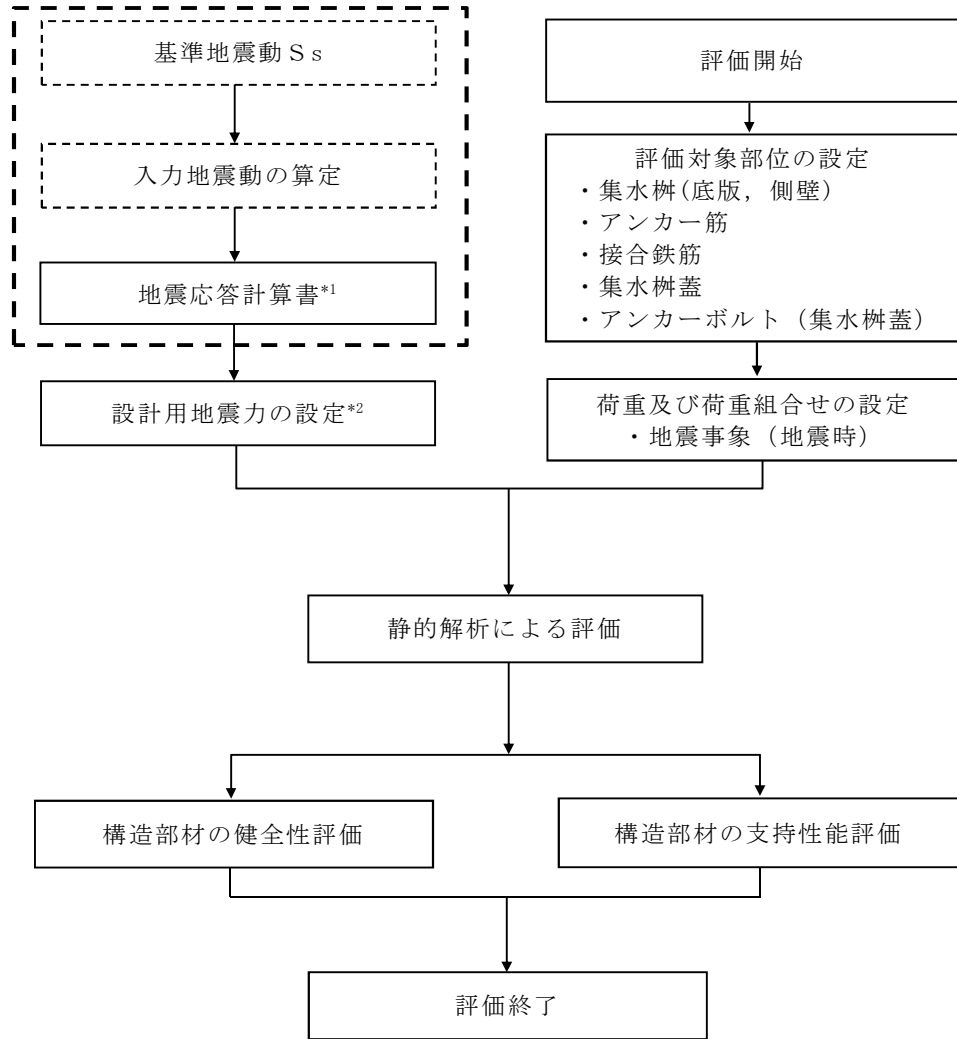 基準地震動Ｓｓ
入力地震動の算定
地震応答計算書*1
設計用地震力の設定*2
評価開始
評価対象部位の設定
・集水桝(底版，側壁）
・アンカー筋
・接合鉄筋
・集水桝蓋
・アンカーボルト（集水桝蓋）
荷重及び荷重組合せの設定
・地震事象（地震時）
静的解析による評価
構造部材の健全性評価
構造部材の支持性能評価
評価終了